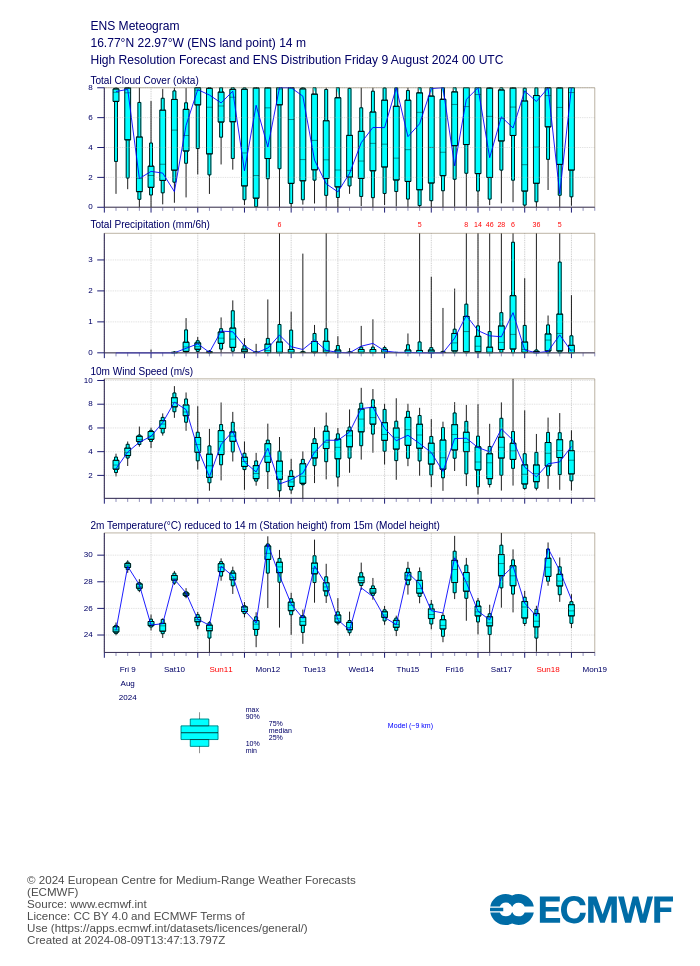 ENS Meteogram
16.77°N 22.97°W (ENS land point) 14 m
High Resolution Forecast and ENS Distribution Friday 9 August 2024 00 UTC
Total Cloud Cover (okta)
8
6
4
2
0
Total Precipitation (mm/6h)
6 5 8 14 46 28 6 36 5
3
2
1
0
10m Wind Speed (m/s)
10
8
6
4
2
2m Temperature(°C) reduced to 14 m (Station height) from 15m (Model height)
30
28
26
24
Fri 9 Sat10 Sun11 Mon12 Tue13 Wed14 Thu15 Fri16 Sat17 Sun18 Mon19
Aug
2024
max
90%
75%
median
25%
10%
min
Model (~9 km)
© 2024 European Centre for Medium-Range Weather Forecasts
(ECMWF)
Source: www.ecmwf.int
Licence: CC BY 4.0 and ECMWF Terms of
Use (https://apps.ecmwf.int/datasets/licences/general/)
Created at 2024-08-09T13:47:13.797Z
ECMWF